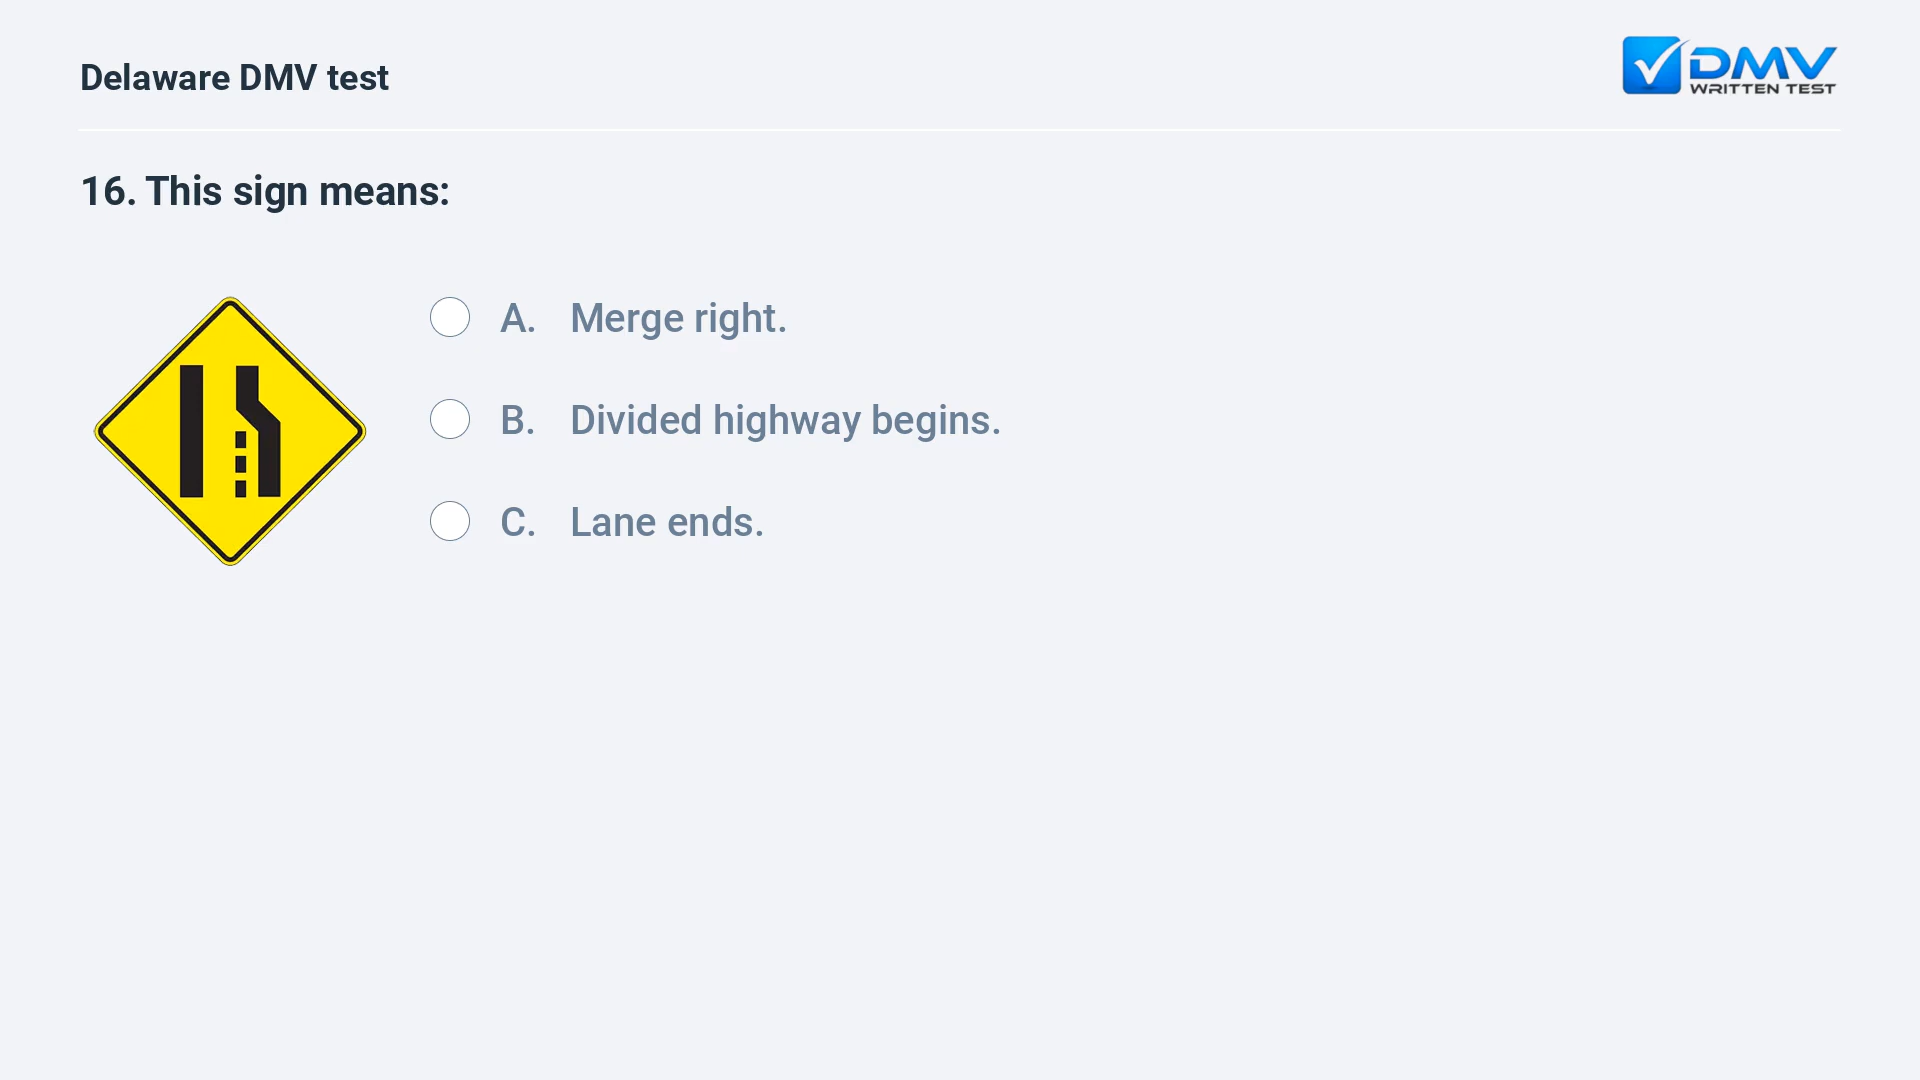 Delaware DMV test
DMV
WRITTEN TEST
16. This sign means:
A. Merge right.
B. Divided highway begins.
C. Lane ends.